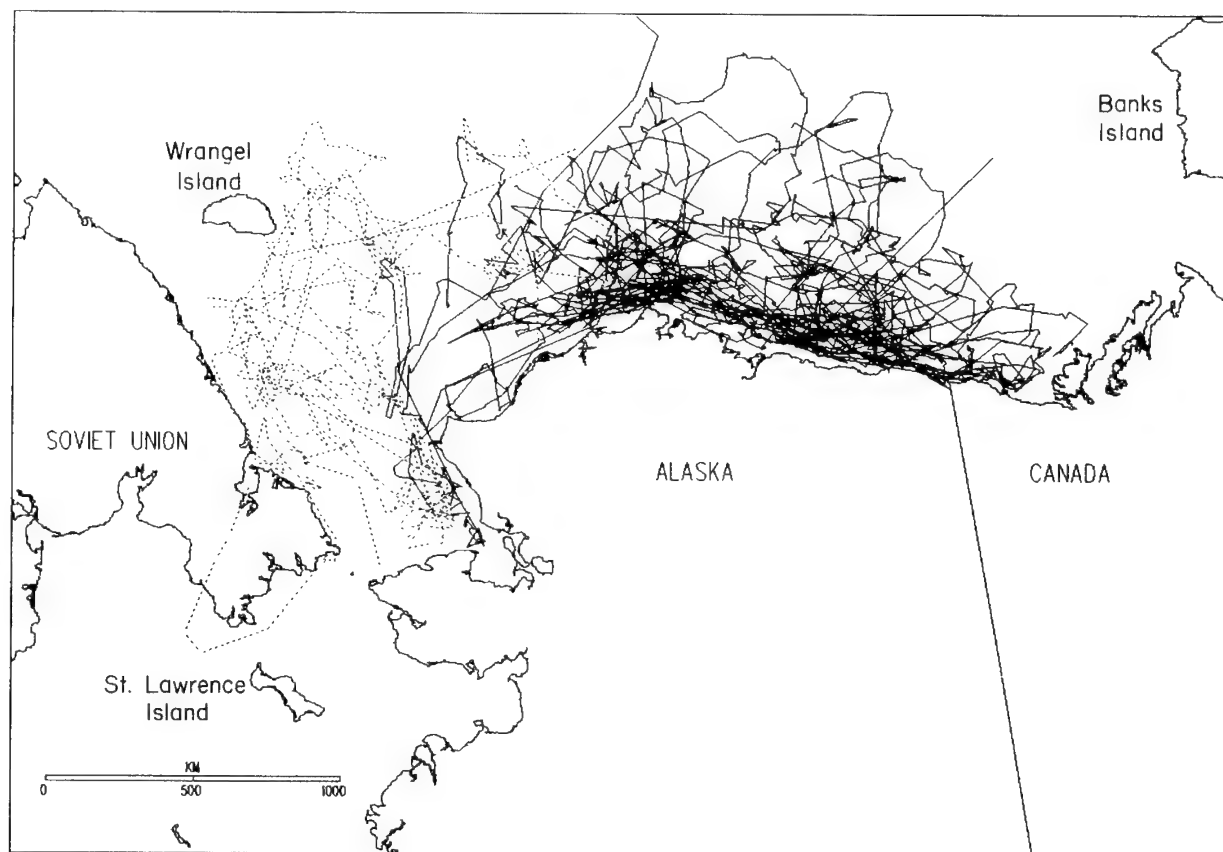 Banks
Island
Wrangel
Island
SOVIET UNION
ALASKA
CANADA
St. Lawrence
Island
KM
0 500 1000